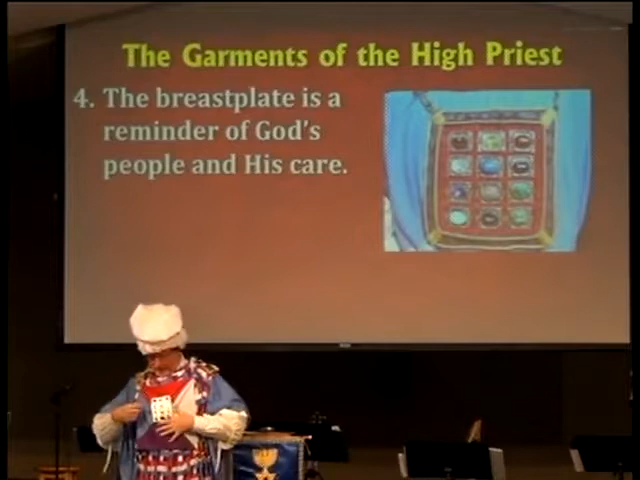 The Garments of the High Priest
4. The breastplate is a
reminder of God's
people and His care.